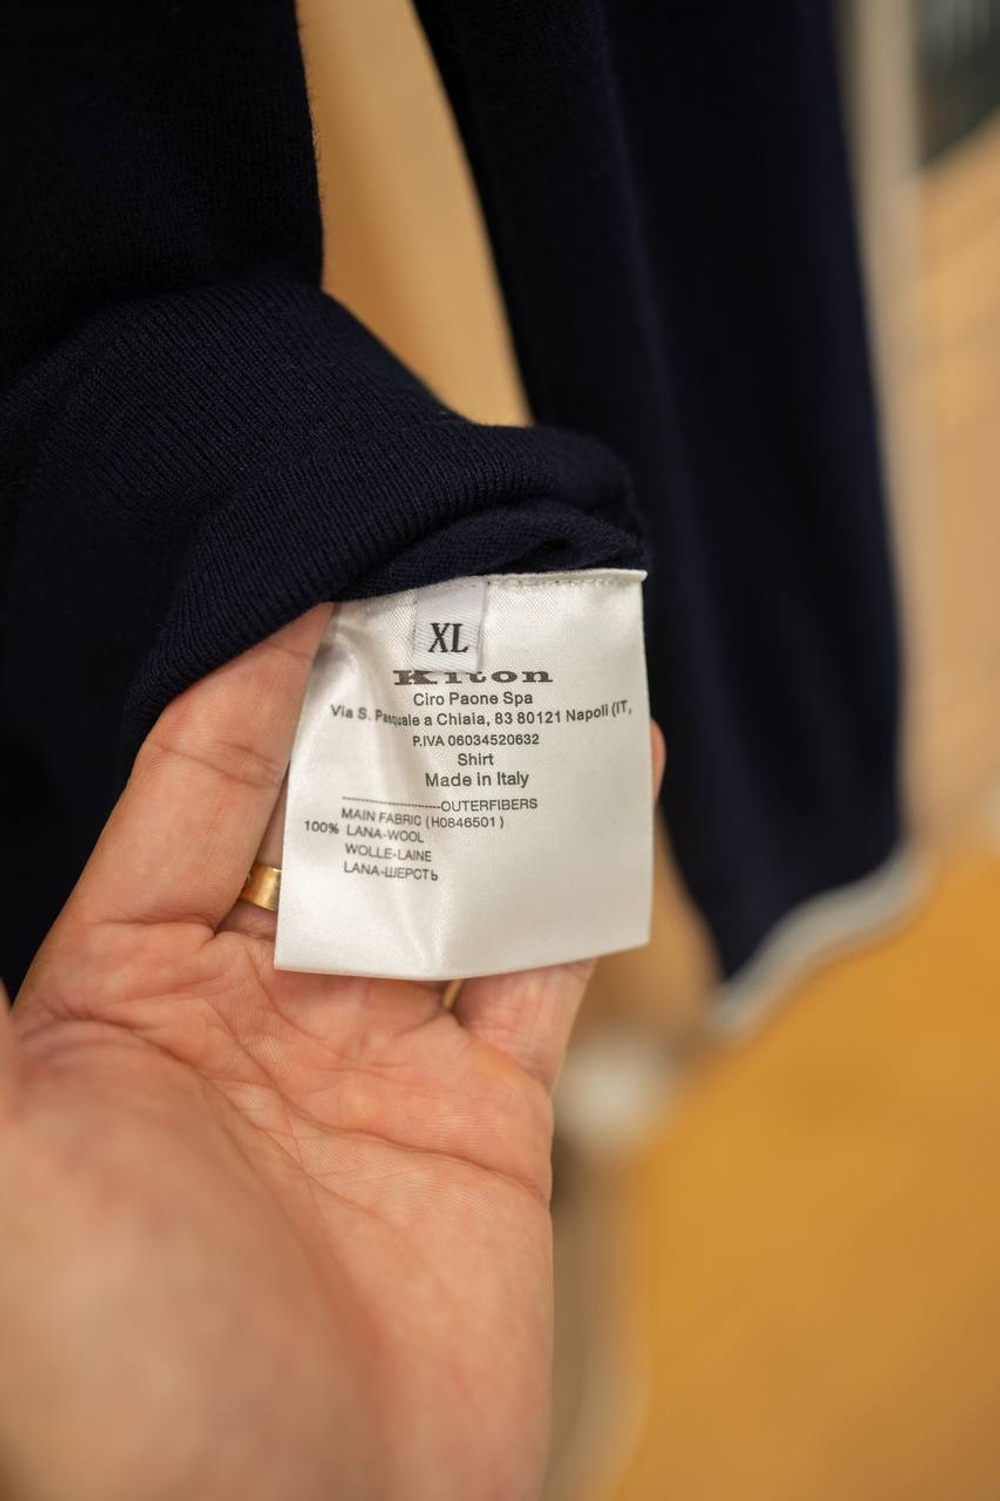 XL
Kiton
Ciro Paone Spa
Via S. Pasquale a Chiaia, 83 80121 Napoli (IT,
P.IVA 06034520632
Shirt
Made in Italy
----------------------OUTERFIBERS
MAIN FABRIC (H0846501)
100% LANA-WOOL
WOLLE-LAINE
LANA-ШЕРСТЬ